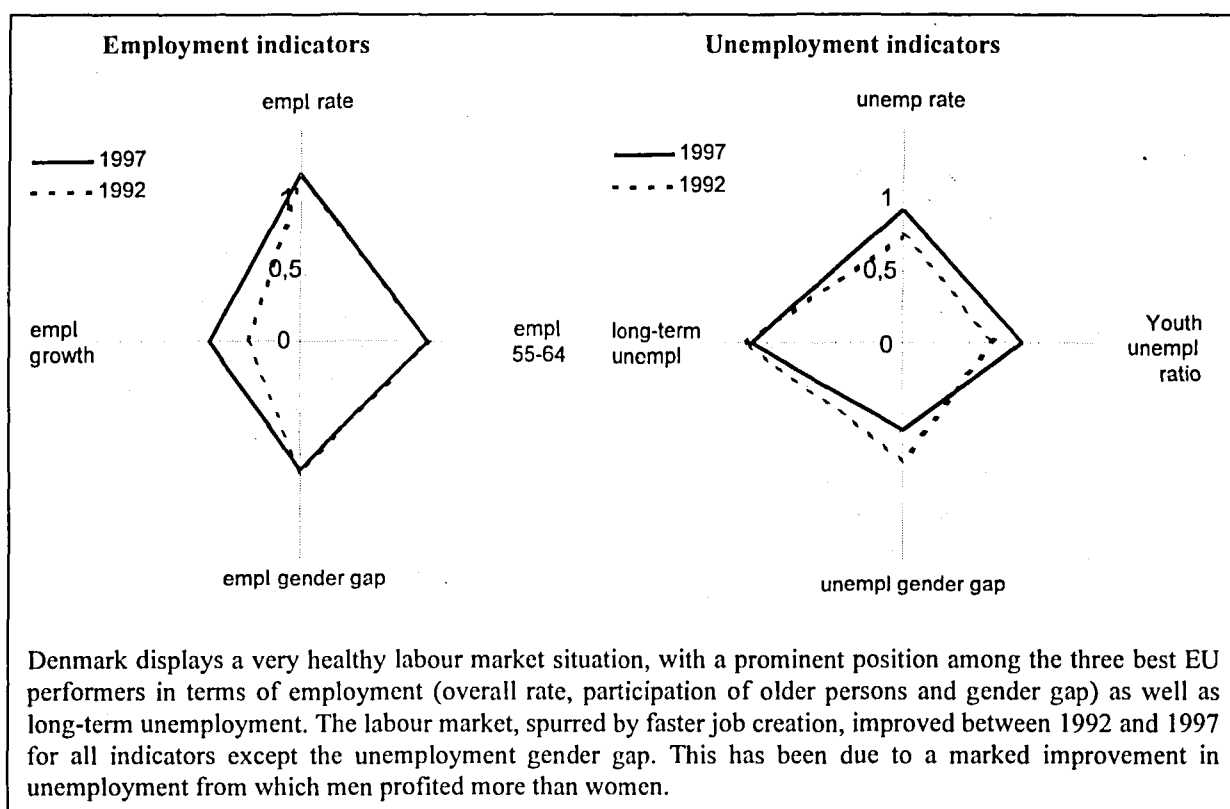 Employment indicators
empl rate
1997
1992
0,5
0
empl
growth
empl
55-64
empl gender gap
Unemployment indicators
unemp rate
1997
1992
1
0,5
0
long-term
unempl
Youth
unempl
ratio
unempl gender gap
Denmark displays a very healthy labour market situation, with a prominent position among the three best EU
performers in terms of employment (overall rate, participation of older persons and gender gap) as well as
long-term unemployment. The labour market, spurred by faster job creation, improved between 1992 and 1997
for all indicators except the unemployment gender gap. This has been due to a marked improvement in
unemployment from which men profited more than women.